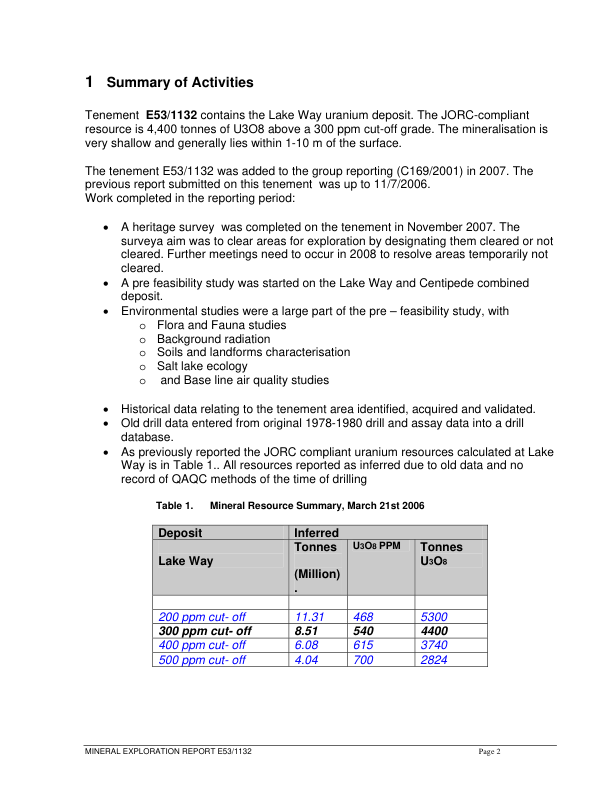 1 Summary of Activities
Tenement E53/1132 contains the Lake Way uranium deposit. The JORC-compliant
resource is 4,400 tonnes of U3O8 above a 300 ppm cut-off grade. The mineralisation is
very shallow and generally lies within 1-10 m of the surface.
The tenement E53/1132 was added to the group reporting (C169/2001) in 2007. The
previous report submitted on this tenement was up to 11/7/2006.
Work completed in the reporting period:
• A heritage survey was completed on the tenement in November 2007. The
surveya aim was to clear areas for exploration by designating them cleared or not
cleared. Further meetings need to occur in 2008 to resolve areas temporarily not
cleared.
• A pre feasibility study was started on the Lake Way and Centipede combined
deposit.
• Environmental studies were a large part of the pre – feasibility study, with
o Flora and Fauna studies
o Background radiation
o Soils and landforms characterisation
o Salt lake ecology
o and Base line air quality studies
• Historical data relating to the tenement area identified, acquired and validated.
• Old drill data entered from original 1978-1980 drill and assay data into a drill
database.
• As previously reported the JORC compliant uranium resources calculated at Lake
Way is in Table 1.. All resources reported as inferred due to old data and no
record of QAQC methods of the time of drilling
Table 1. Mineral Resource Summary, March 21st 2006
Deposit Inferred
Lake Way Tonnes (Million) . U3O8 PPM Tonnes U3O8
200 ppm cut- off 11.31 468 5300
300 ppm cut- off 8.51 540 4400
400 ppm cut- off 6.08 615 3740
500 ppm cut- off 4.04 700 2824
MINERAL EXPLORATION REPORT E53/1132 Page 2